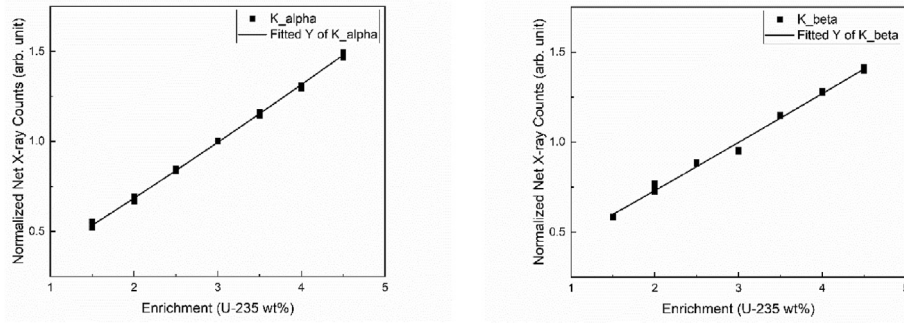 K_alpha
Fitted Y of K_alpha
1.5
1.0
0.5
Normalized Net X-ray Counts (arb. unit)
1 2 3 4 5
Enrichment (U-235 wt%)
K_beta
Fitted Y of K_beta
1.5
1.0
0.5
Normalized Net X-ray Counts (arb. unit)
1 2 3 4 5
Enrichment (U-235 wt%)